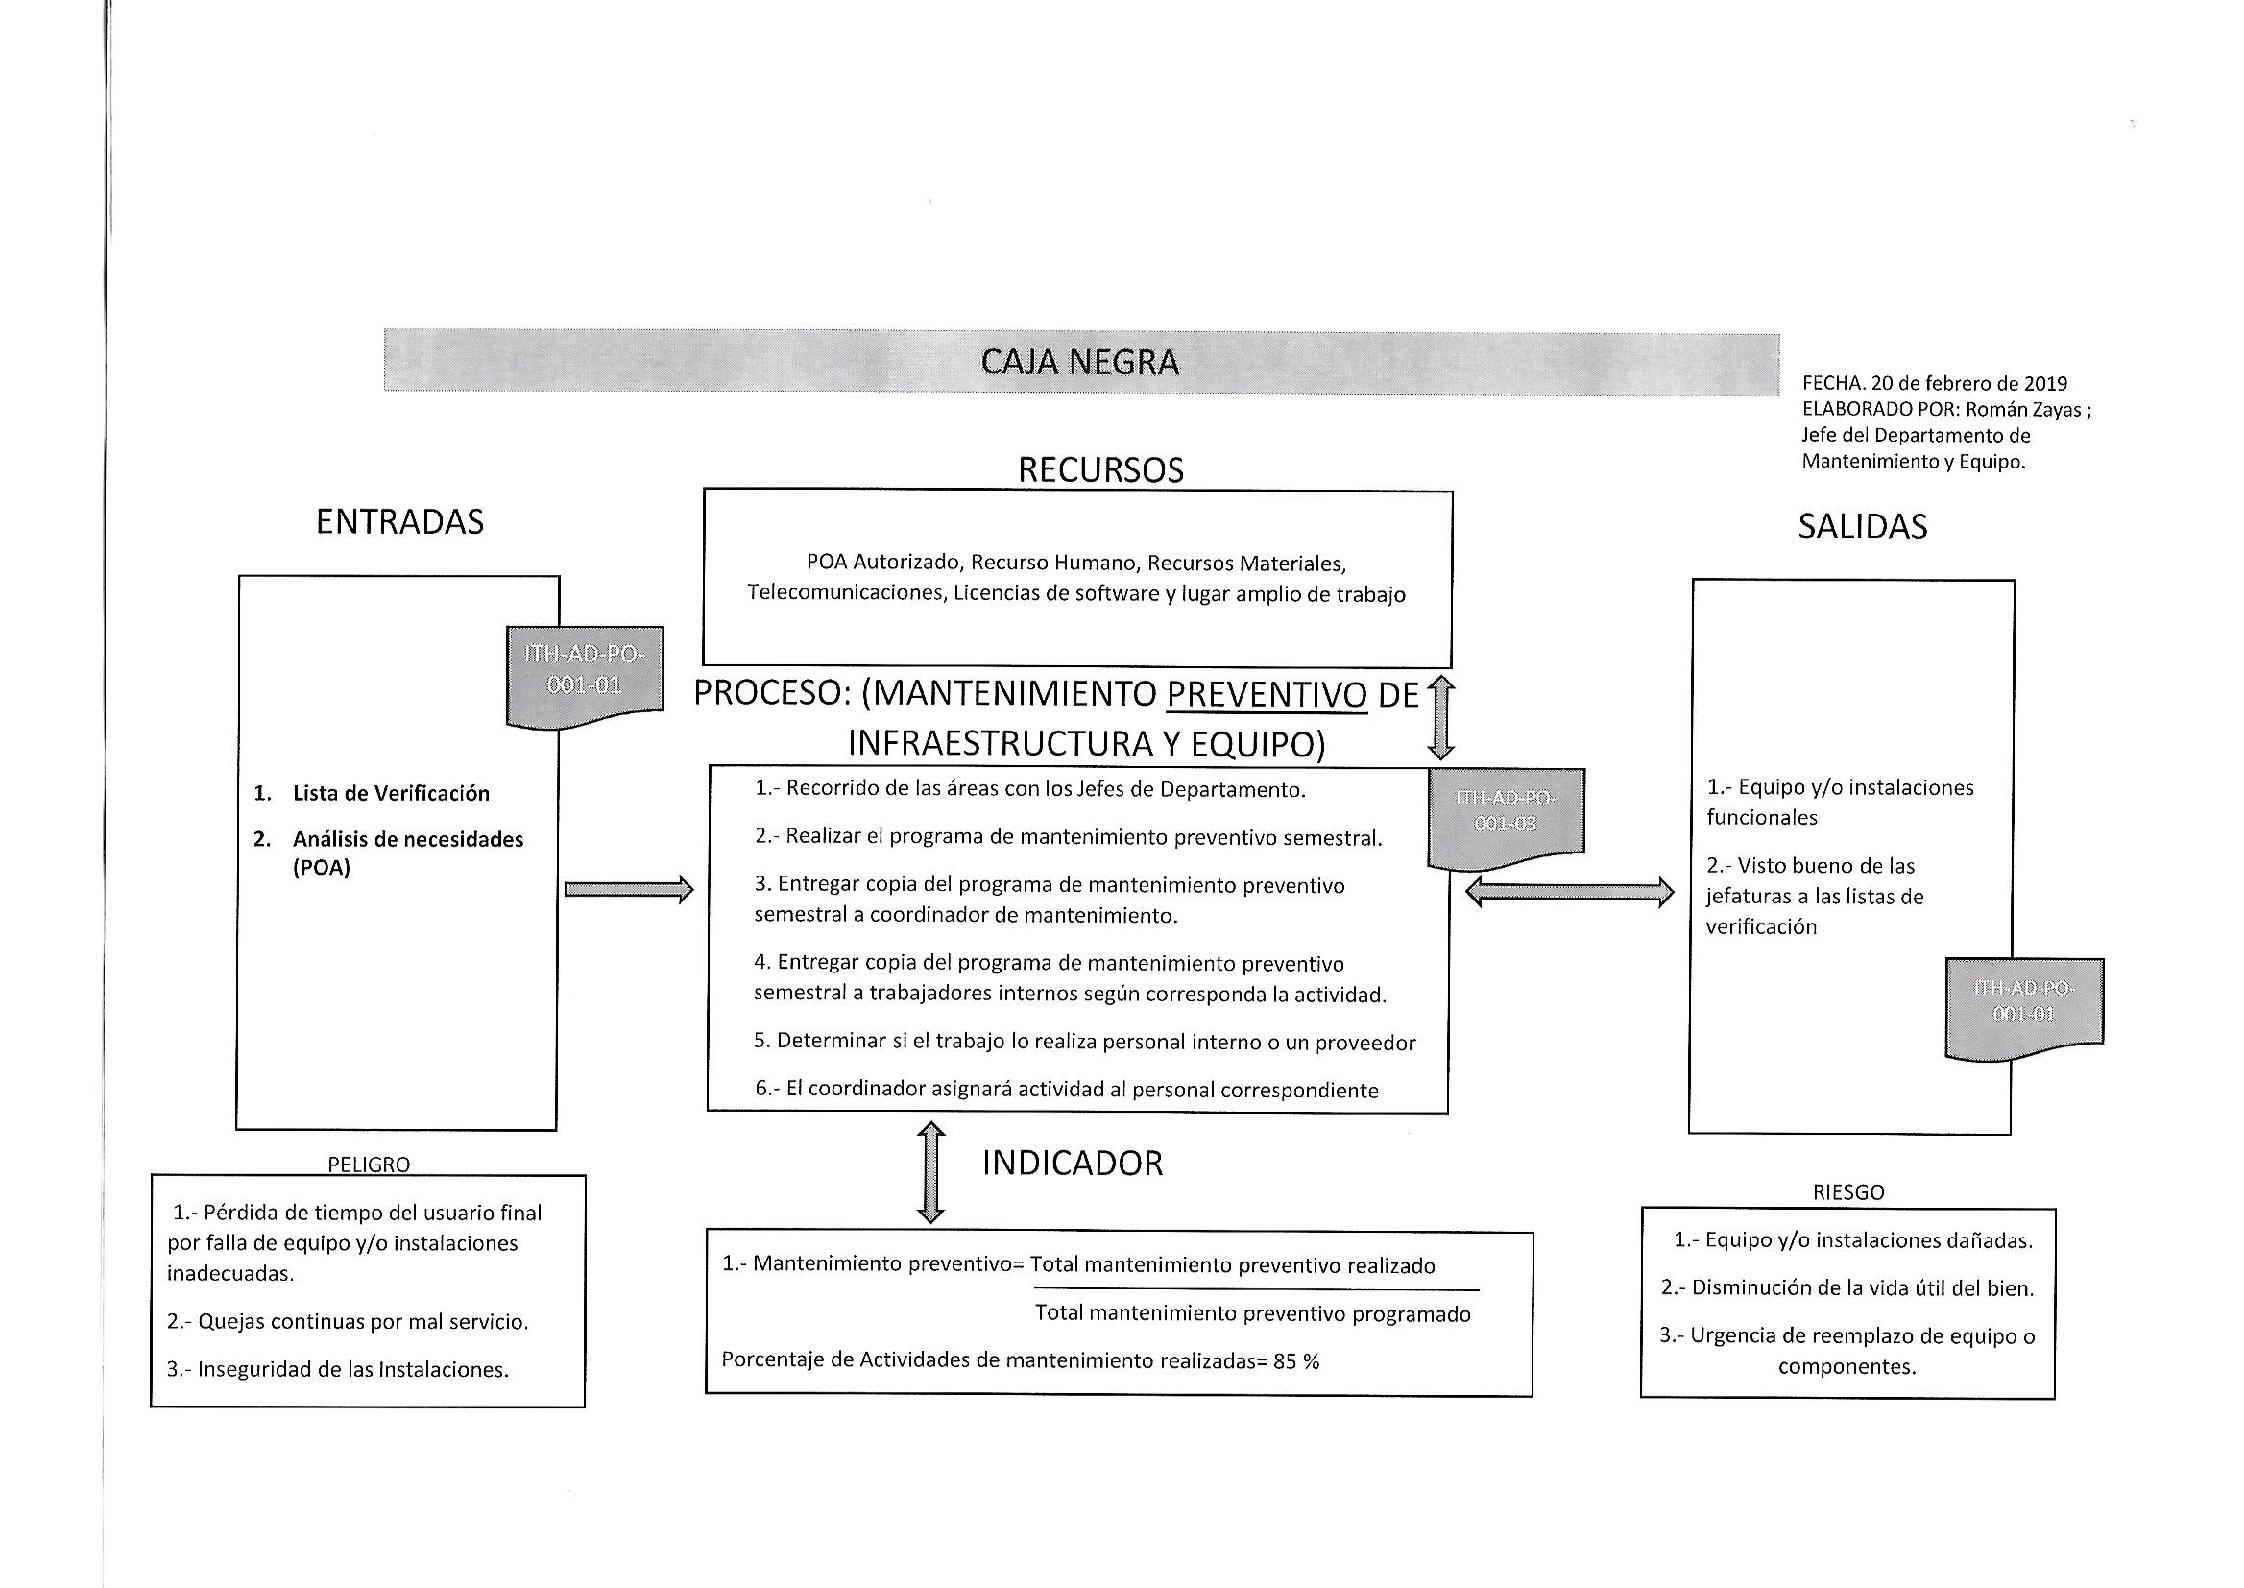 CAJA NEGRA
FECHA. 20 de febrero de 2019
ELABORADO POR: Román Zayas ;
Jefe del Departamento de
Mantenimiento y Equipo.
RECURSOS
POA Autorizado, Recurso Humano, Recursos Materiales,
Telecomunicaciones, Licencias de software y lugar amplio de trabajo
ENTRADAS
ITH-AD-PO-
001-01
1. Lista de Verificación
2. Análisis de necesidades
(POA)
PROCESO: (MANTENIMIENTO PREVENTIVO DE
INFRAESTRUCTURA Y EQUIPO)
1.- Recorrido de las áreas con los Jefes de Departamento.
2.- Realizar el programa de mantenimiento preventivo semestral.
3. Entregar copia del programa de mantenimiento preventivo
semestral a coordinador de mantenimiento.
4. Entregar copia del programa de mantenimiento preventivo
semestral a trabajadores internos según corresponda la actividad.
5. Determinar si el trabajo lo realiza personal interno o un proveedor
6.- El coordinador asignará actividad al personal correspondiente
ITH-AD-PO-
001-03
SALIDAS
1.- Equipo y/o instalaciones
funcionales
2.- Visto bueno de las
jefaturas a las listas de
verificación
ITH-AD-PO-
001-01
PELIGRO
1.- Pérdida de tiempo del usuario final
por falla de equipo y/o instalaciones
inadecuadas.
2.- Quejas continuas por mal servicio.
3.- Inseguridad de las Instalaciones.
INDICADOR
1.- Mantenimiento preventivo= Total mantenimiento preventivo realizado
Total mantenimiento preventivo programado
Porcentaje de Actividades de mantenimiento realizadas= 85 %
RIESGO
1.- Equipo y/o instalaciones dañadas.
2.- Disminución de la vida útil del bien.
3.- Urgencia de reemplazo de equipo o
componentes.